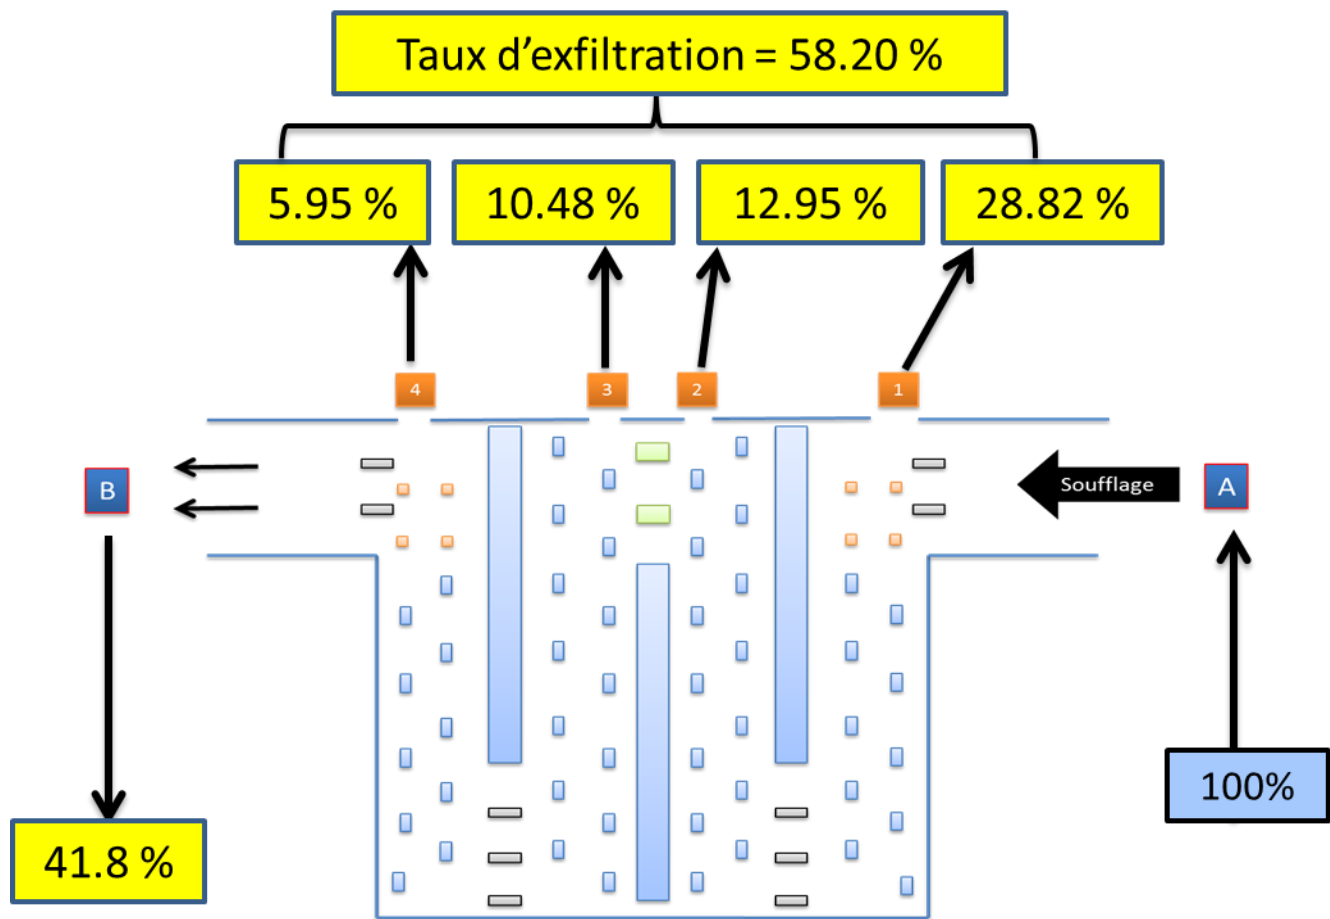 Taux d'exfiltration = 58.20 %
5.95 %
10.48 %
12.95 %
28.82 %
4
3
2
1
B
Soufflage
A
100%
41.8 %